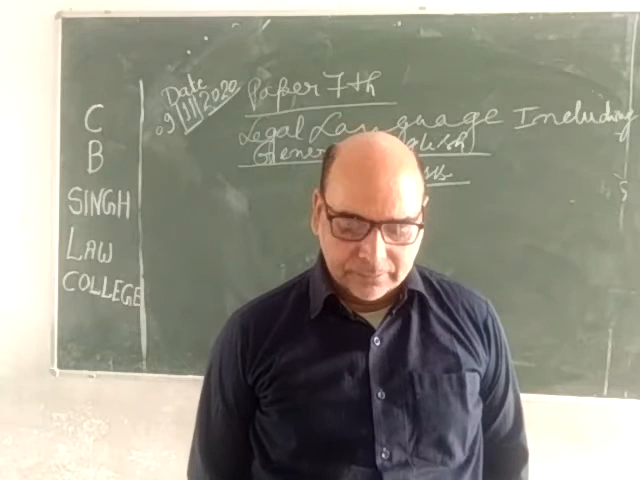 C
B
SINGH
LAW
COLLEGE
Date
09/11/2020
Paper 7th
Legal Language Including